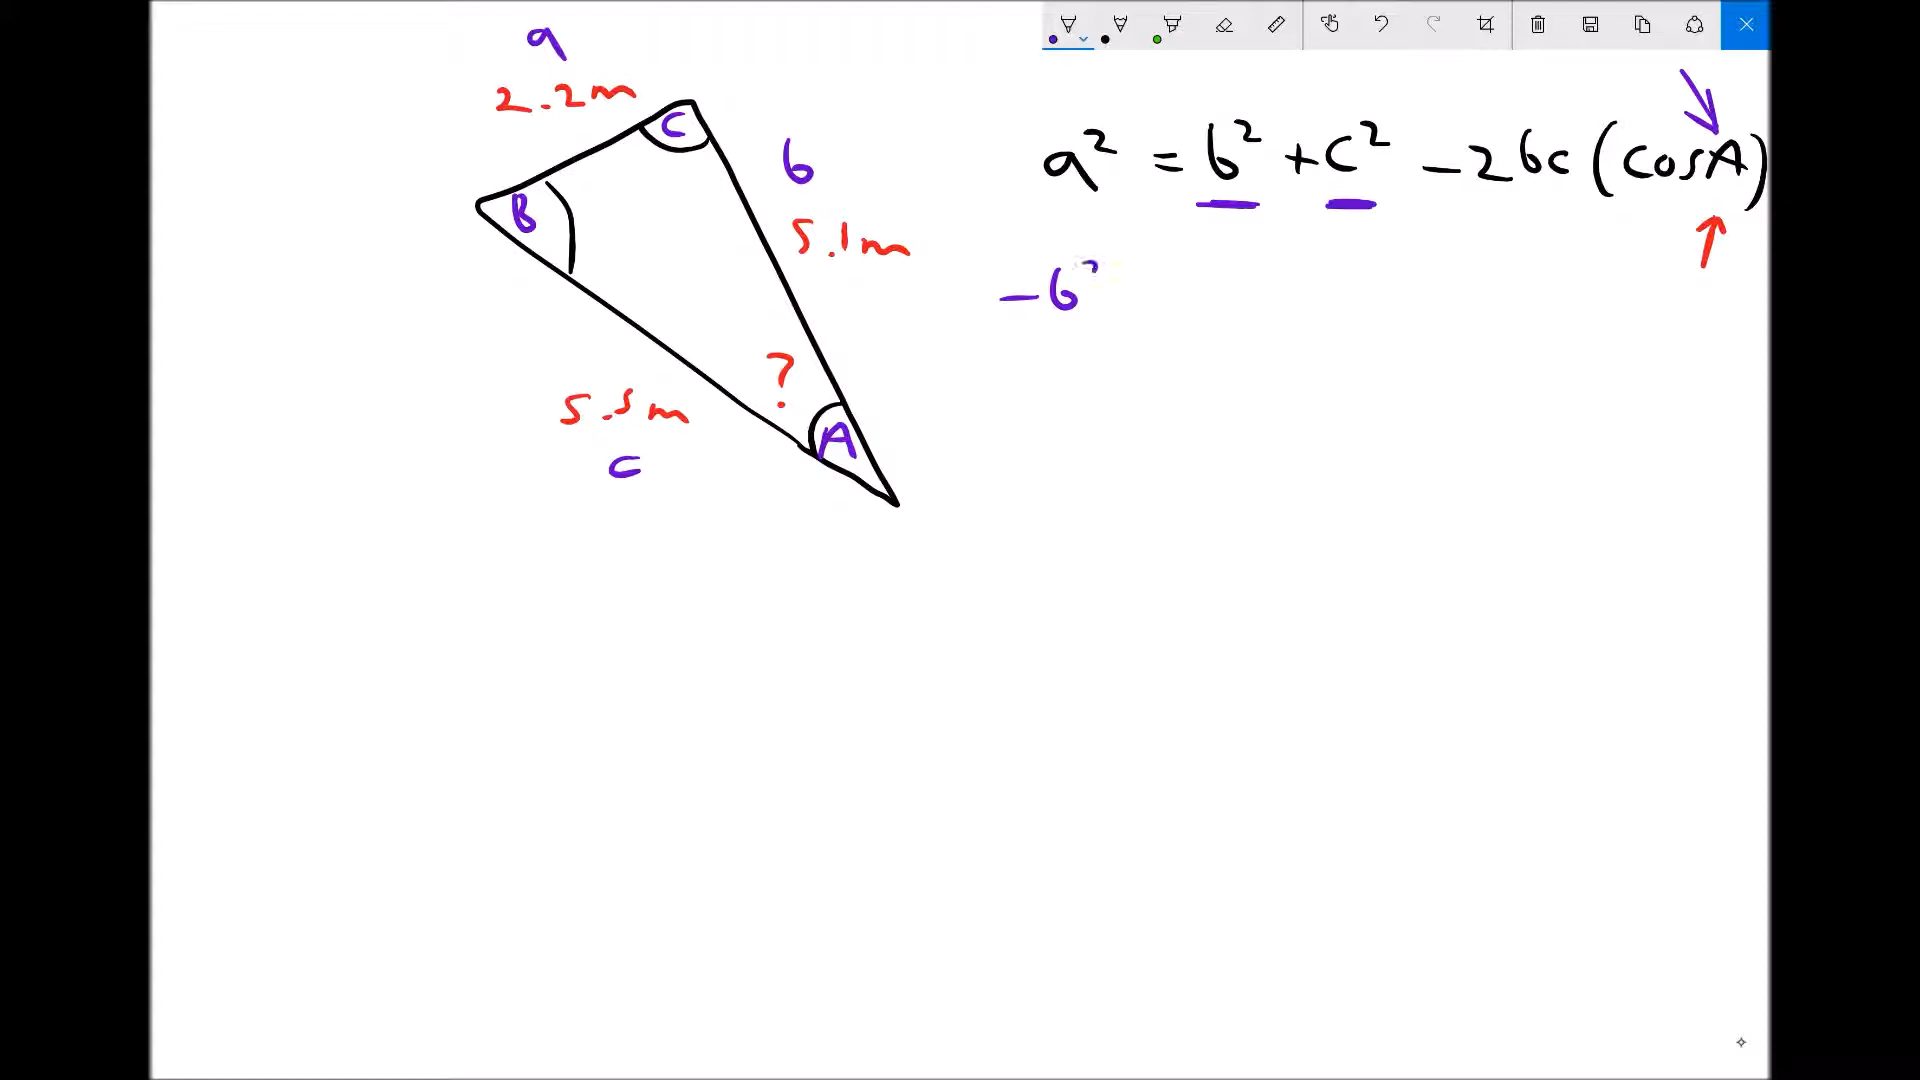 a
2.2m
C
b
a² = b² + c² - 2bc (cosA)
B
5.1m
-b²
?
5.5m
A
c